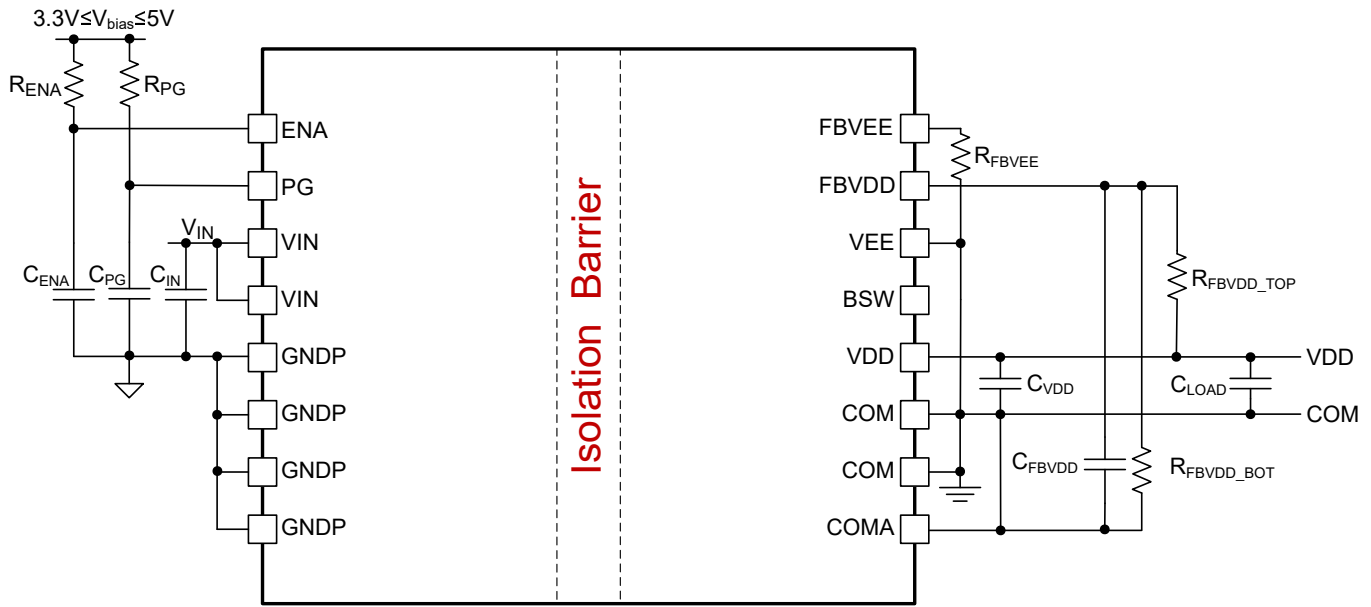 3.3V≤Vbias≤5V
RENA
RPG
ENA
PG
VIN
VIN
VIN
GNDP
GNDP
GNDP
GNDP
CENA
CPG
CIN
Isolation Barrier
FBVEE
FBVDD
VEE
BSW
VDD
COM
COM
COMA
RFBVEE
RFBVDD_TOP
CVDD
CLOAD
VDD
COM
CFBVDD
RFBVDD_BOT